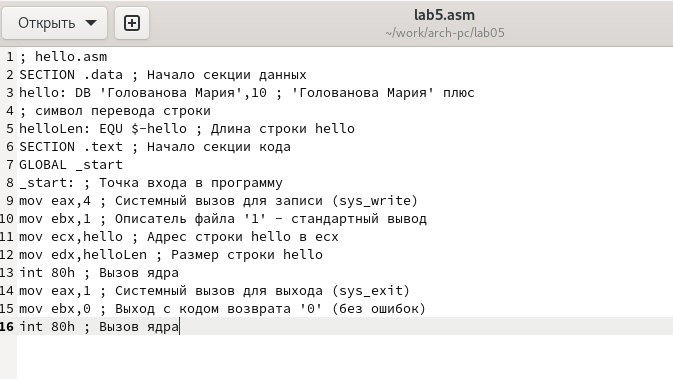 Открыть
lab5.asm
~/work/arch-pc/lab05
1 ; hello.asm
2 SECTION .data ; Начало секции данных
3 hello: DB 'Голованова Мария',10 ; 'Голованова Мария' плюс
4 ; символ перевода строки
5 helloLen: EQU $-hello ; Длина строки hello
6 SECTION .text ; Начало секции кода
7 GLOBAL _start
8 _start: ; Точка входа в программу
9 mov eax,4 ; Системный вызов для записи (sys_write)
10 mov ebx,1 ; Описатель файла '1' - стандартный вывод
11 mov ecx,hello ; Адрес строки hello в ecx
12 mov edx,helloLen ; Размер строки hello
13 int 80h ; Вызов ядра
14 mov eax,1 ; Системный вызов для выхода (sys_exit)
15 mov ebx,0 ; Выход с кодом возврата '0' (без ошибок)
16 int 80h ; Вызов ядра